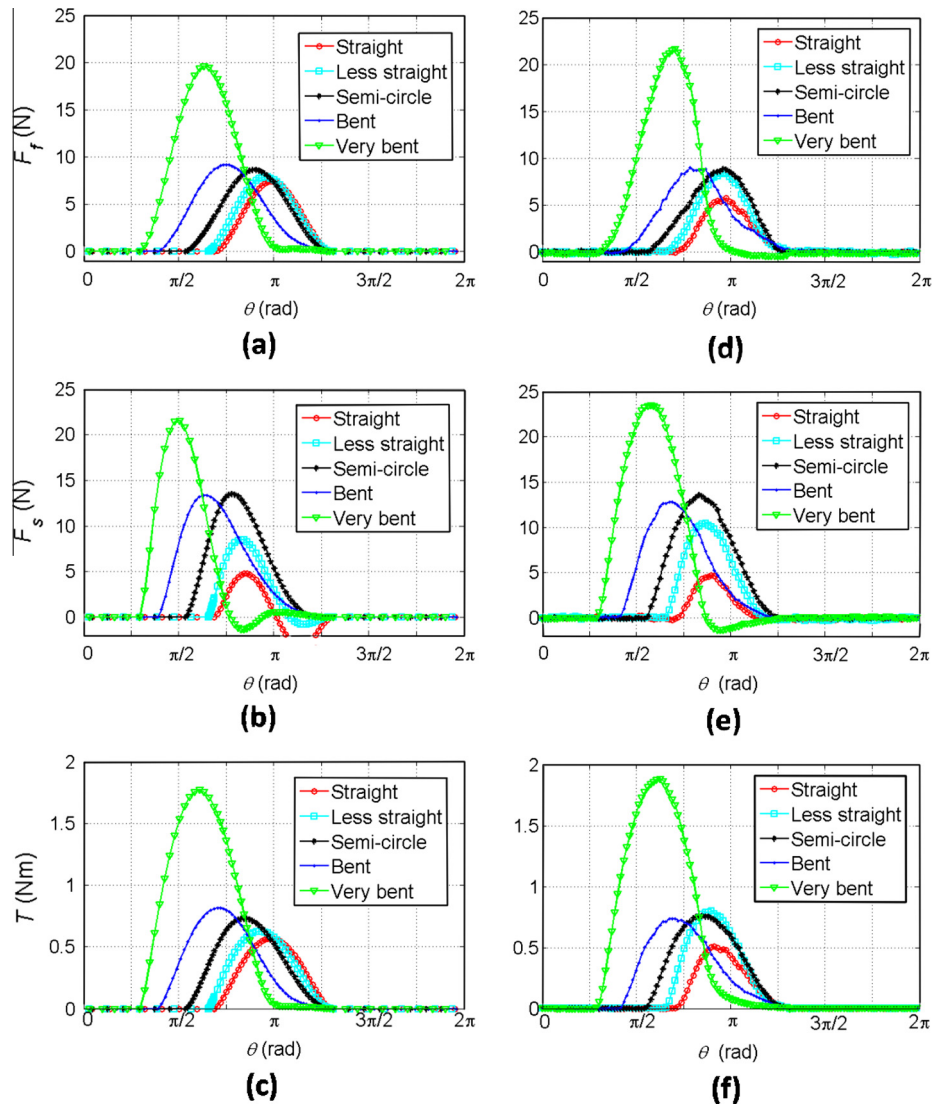 25
20
15
10
5
0
F_f (N)
Straight
Less straight
Semi-circle
Bent
Very bent
0 π/2 π 3π/2 2π
θ (rad)
(a)
25
20
15
10
5
0
Straight
Less straight
Semi-circle
Bent
Very bent
0 π/2 π 3π/2 2π
θ (rad)
(d)
25
20
15
10
5
0
F_s (N)
Straight
Less straight
Semi-circle
Bent
Very bent
0 π/2 π 3π/2 2π
θ (rad)
(b)
25
20
15
10
5
0
Straight
Less straight
Semi-circle
Bent
Very bent
0 π/2 π 3π/2 2π
θ (rad)
(e)
2
1.5
1
0.5
0
T (Nm)
Straight
Less straight
Semi-circle
Bent
Very bent
0 π/2 π 3π/2 2π
θ (rad)
(c)
2
1.5
1
0.5
0
Straight
Less straight
Semi-circle
Bent
Very bent
0 π/2 π 3π/2 2π
θ (rad)
(f)